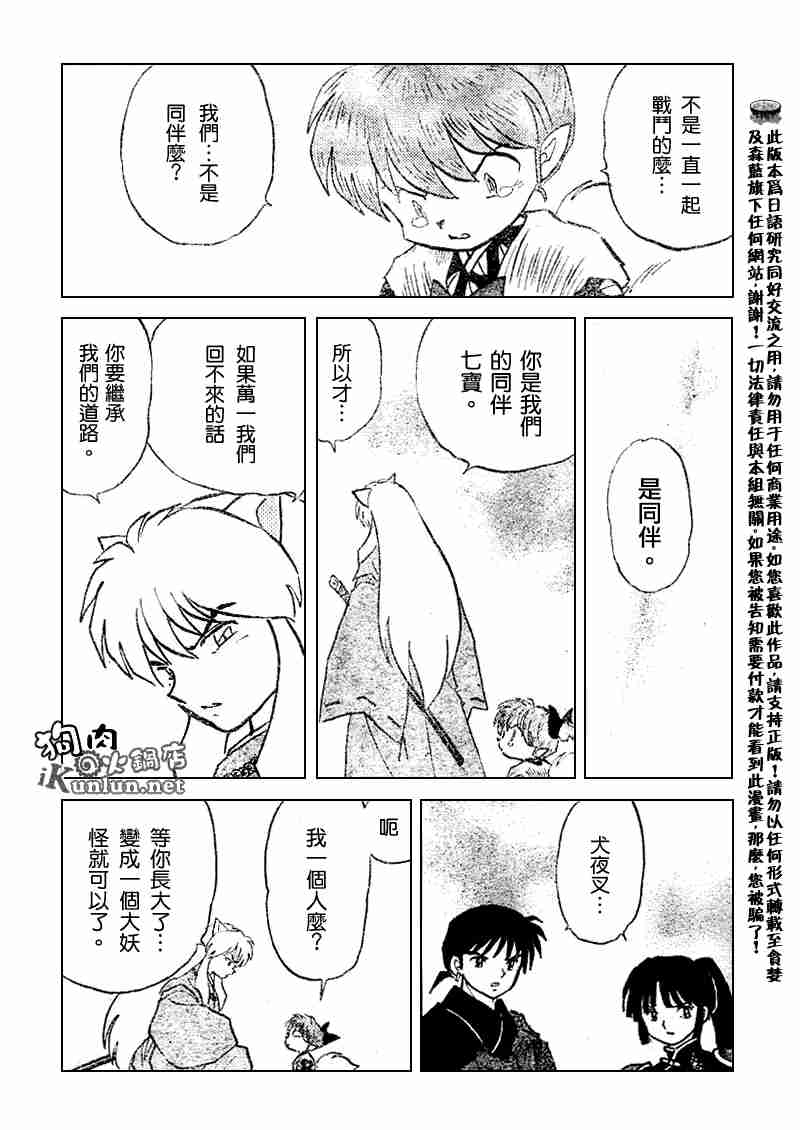 不是一直一起
戰鬥的麼…
我們…不是
同伴麼？
是同伴。
你是我們
的同伴
七寶。
所以才…
如果萬一我們
回不來的話
你要繼承
我們的道路。
犬夜叉…
呃
我一個人麼？
等你長大了…
變成一個大妖
怪就可以了。
此版本爲日語研究同好交流之用，請勿用于任何商業用途。如您喜歡此作品，請支持正版！請勿以任何形式轉載至貪婪
及森藍旗下任何網站，謝謝！一切法律責任與本組無關。如果您被告知需要付款才能看到此漫畫，那麽，您被騙了！
狗肉火鍋店
iKunlun.net